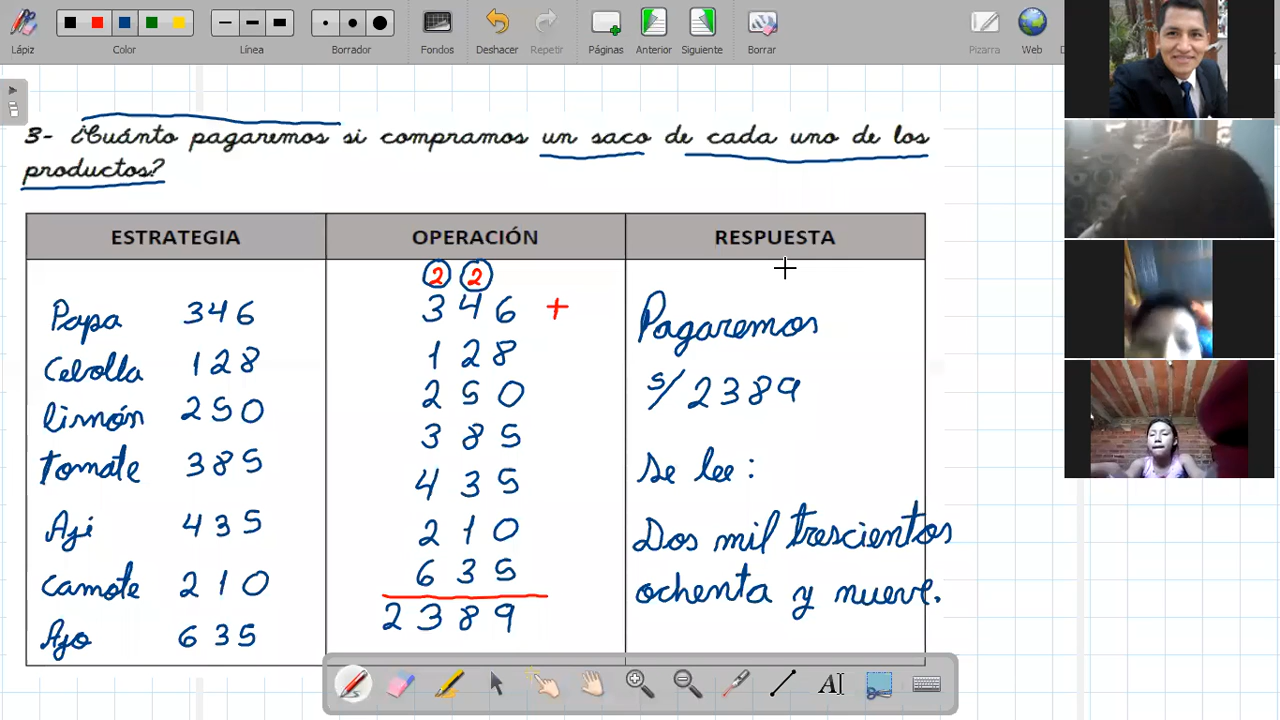 Lápiz
Color
Línea
Borrador
Fondos
Deshacer
Repetir
Páginas
Anterior
Siguiente
Borrar
Pizarra
Web
3- ¿Cuánto pagaremos si compramos un saco de cada uno de los
productos?
ESTRATEGIA OPERACIÓN RESPUESTA
Papa 346
Cebolla 128
limón 250
tomate 385
Ají 435
camote 210
Ajo 635
2 2
346 +
128
250
385
435
210
635
2389
Pagaremos
s/ 2389
Se lee:
Dos mil trescientos
ochenta y nueve.
AI